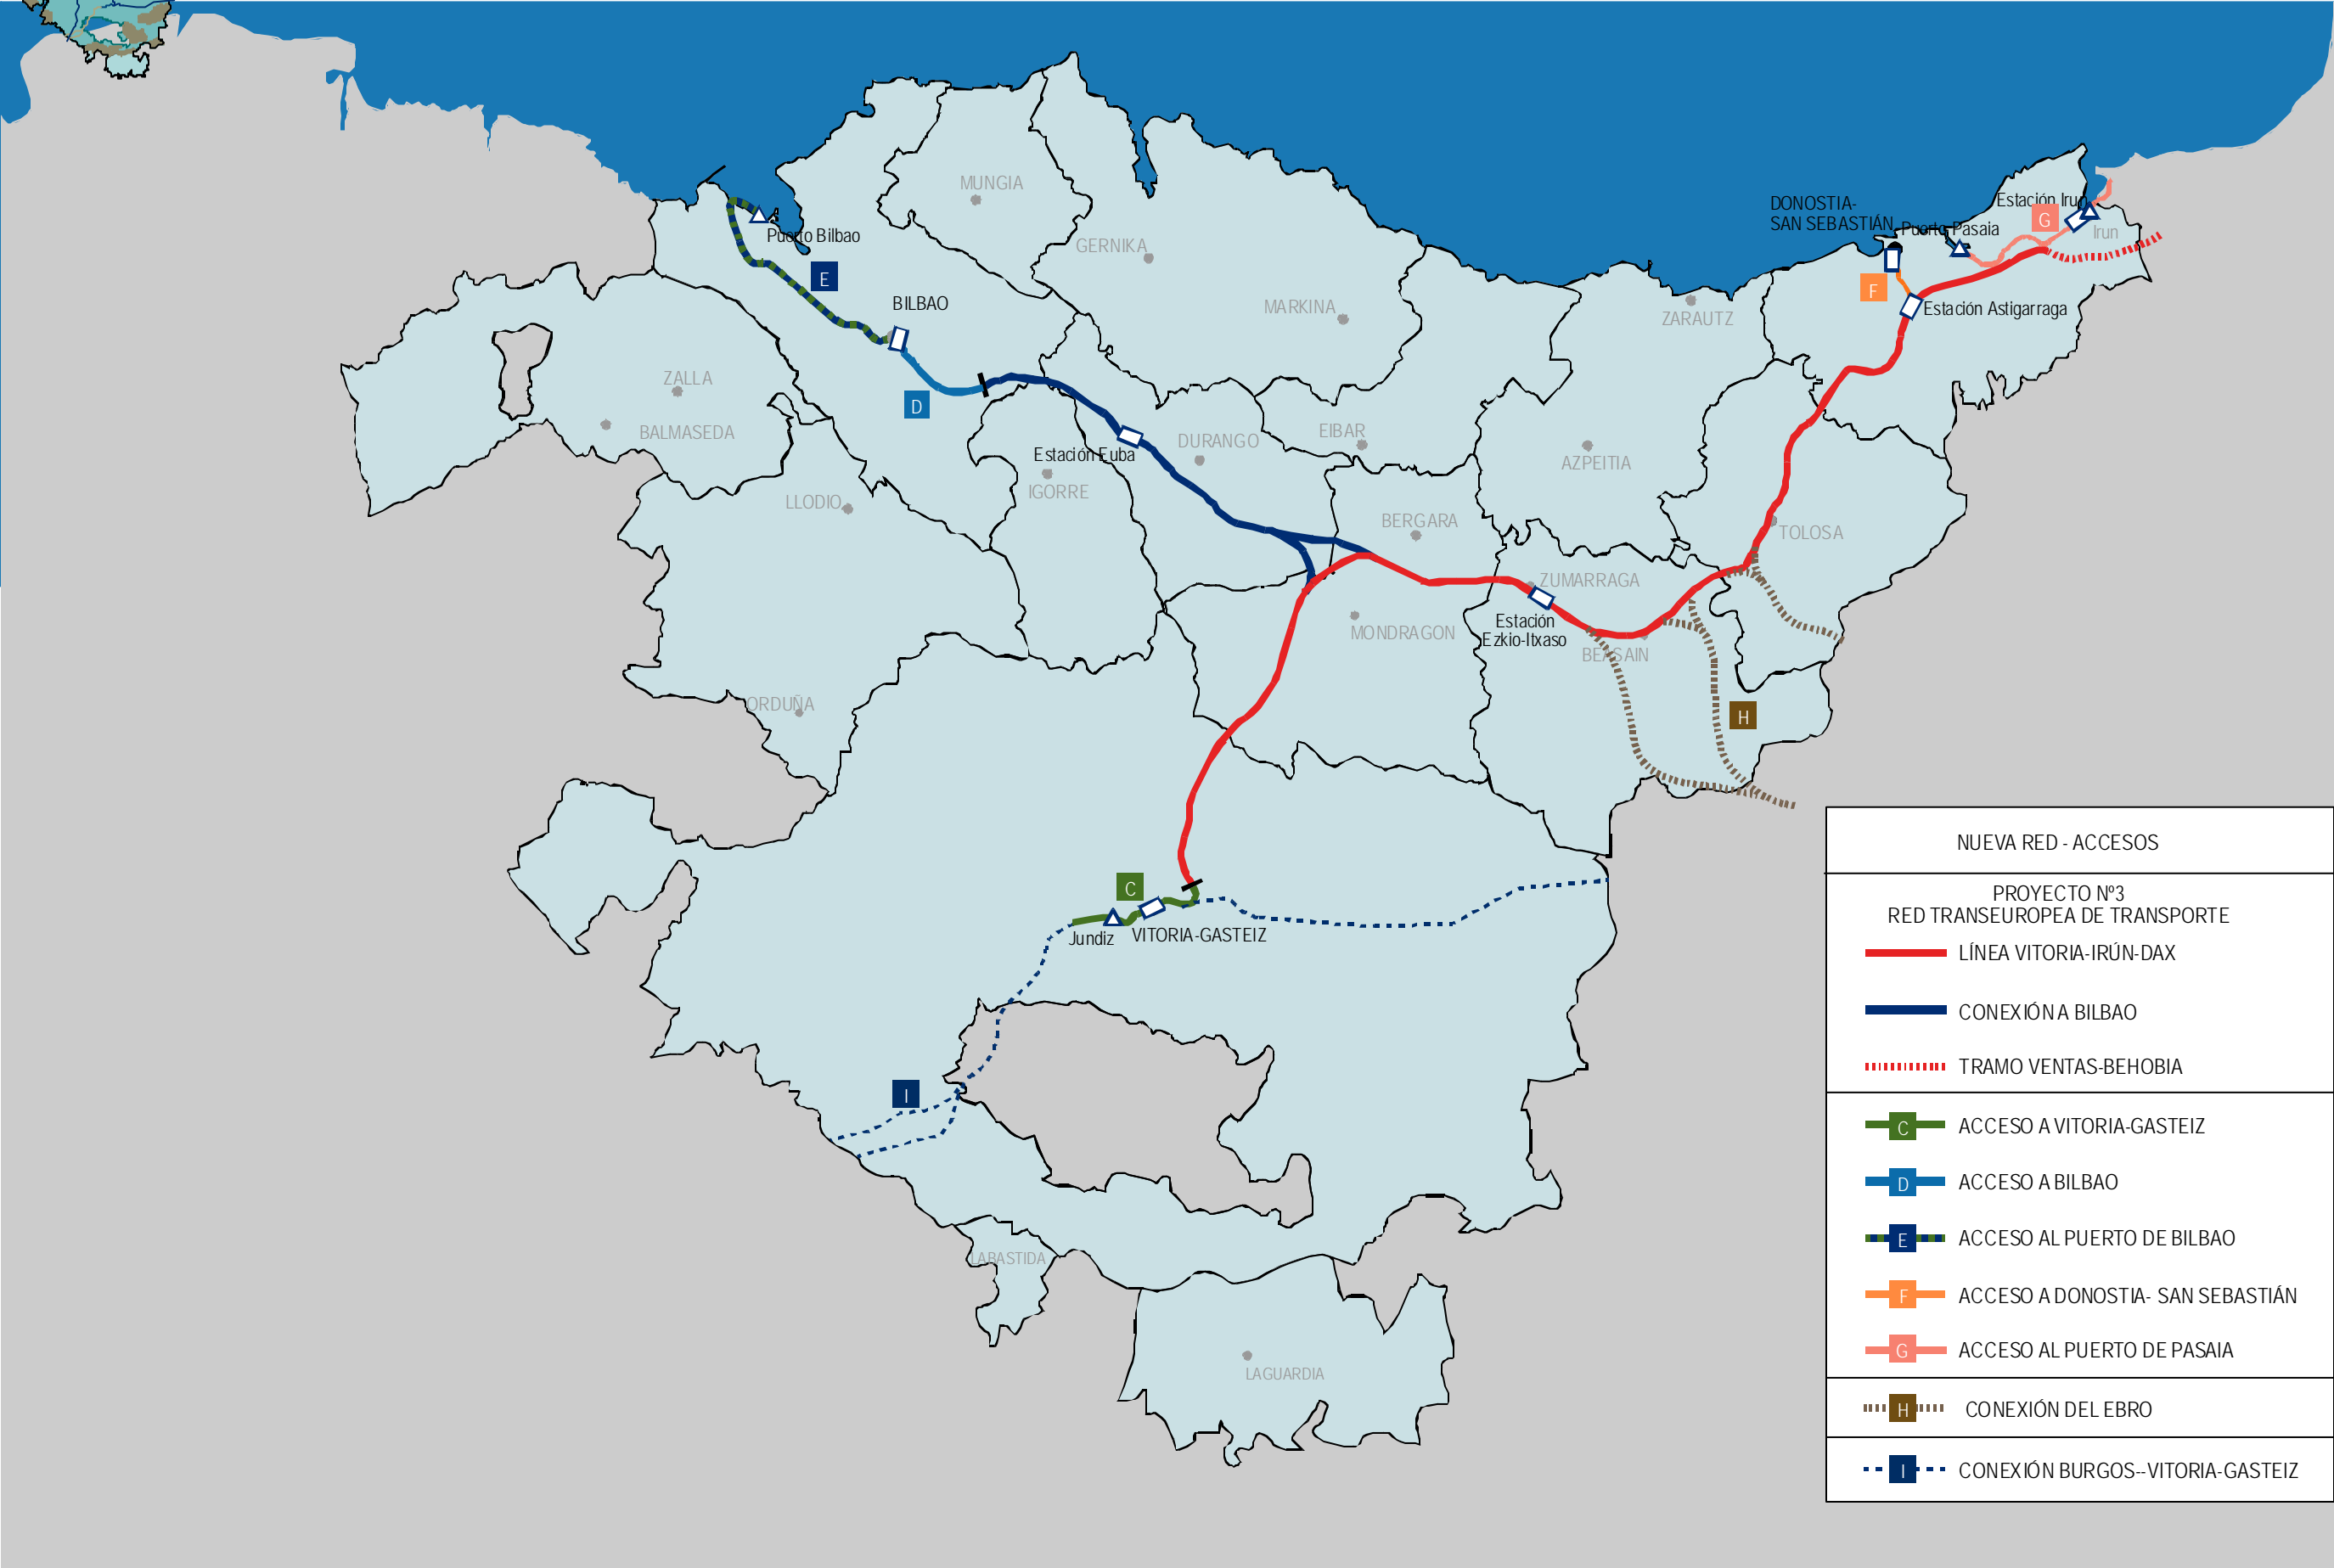 MUNGIA
DONOSTIA-
SAN SEBASTIÁN
Estación Irun
G
Irun
Puerto Pasaia
Puerto Bilbao
GERNIKA
E
F
BILBAO
MARKINA
ZARAUTZ
Estación Astigarraga
ZALLA
D
BALMASEDA
EIBAR
DURANGO
Estación Euba
AZPEITIA
IGORRE
LLODIO
BERGARA
TOLOSA
ZUMARRAGA
Estación
Ezkio-Itxaso
MONDRAGON
BEASAIN
ORDUÑA
H
C
Jundiz
VITORIA-GASTEIZ
I
LABASTIDA
LAGUARDIA
NUEVA RED - ACCESOS
PROYECTO Nº3
RED TRANSEUROPEA DE TRANSPORTE
LÍNEA VITORIA-IRÚN-DAX
CONEXIÓN A BILBAO
TRAMO VENTAS-BEHOBIA
C ACCESO A VITORIA-GASTEIZ
D ACCESO A BILBAO
E ACCESO AL PUERTO DE BILBAO
F ACCESO A DONOSTIA- SAN SEBASTIÁN
G ACCESO AL PUERTO DE PASAIA
H CONEXIÓN DEL EBRO
I CONEXIÓN BURGOS--VITORIA-GASTEIZ